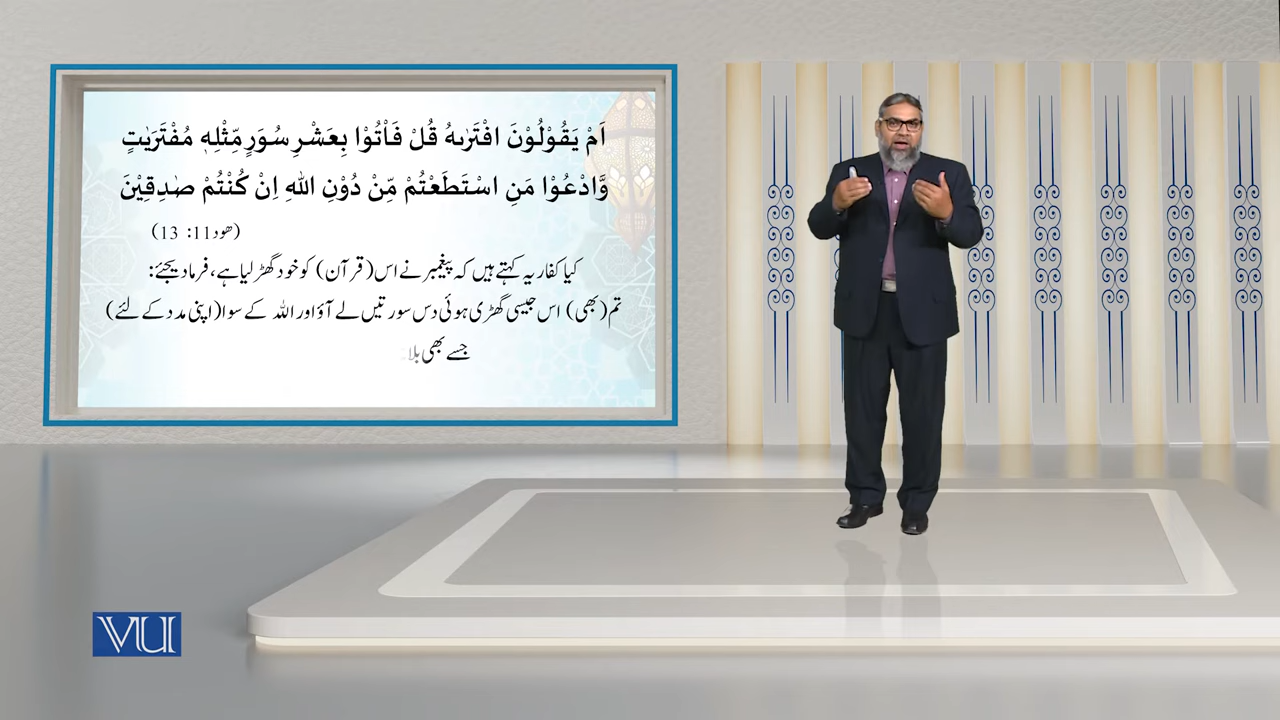 اَمْ يَقُوْلُوْنَ افْتَرٰىهُ قُلْ فَاْتُوْا بِعَشْرِ سُوَرٍ مِّثْلِهٖ مُفْتَرَيٰتٍ
وَّادْعُوْا مَنِ اسْتَطَعْتُمْ مِّنْ دُوْنِ اللّٰهِ اِنْ كُنْتُمْ صٰدِقِيْنَ
(هود11: 13)
کیا کفار یہ کہتے ہیں کہ پیغمبر نے اس (قرآن) کو خود گھڑ لیا ہے، فرما دیجئے:
تم (بھی) اس جیسی گھڑی ہوئی دس سورتیں لے آؤ اور اللہ کے سوا (اپنی مدد کے لئے)
جسے بھی بلا
VU